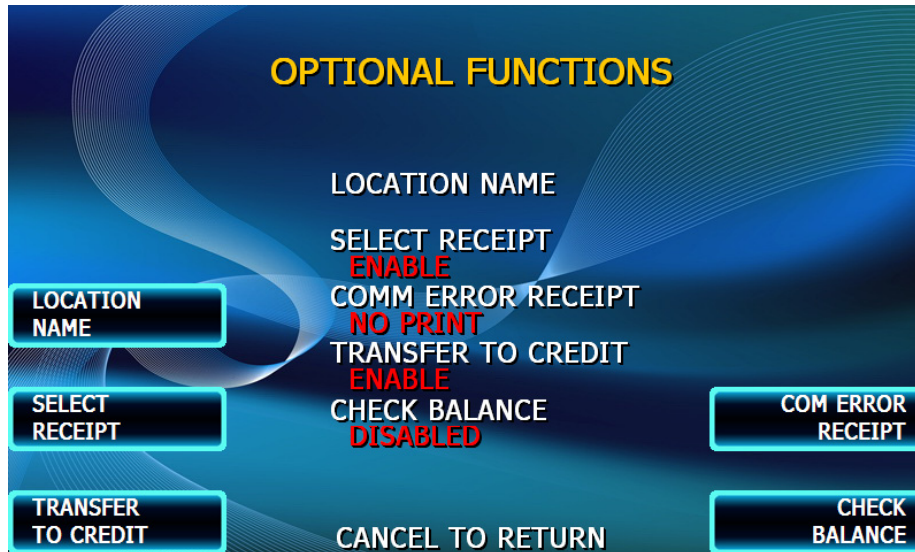 OPTIONAL FUNCTIONS
LOCATION NAME
SELECT RECEIPT
ENABLE
COMM ERROR RECEIPT
NO PRINT
TRANSFER TO CREDIT
ENABLE
CHECK BALANCE
DISABLED
CANCEL TO RETURN
LOCATION
NAME
SELECT
RECEIPT
TRANSFER
TO CREDIT
COM ERROR
RECEIPT
CHECK
BALANCE